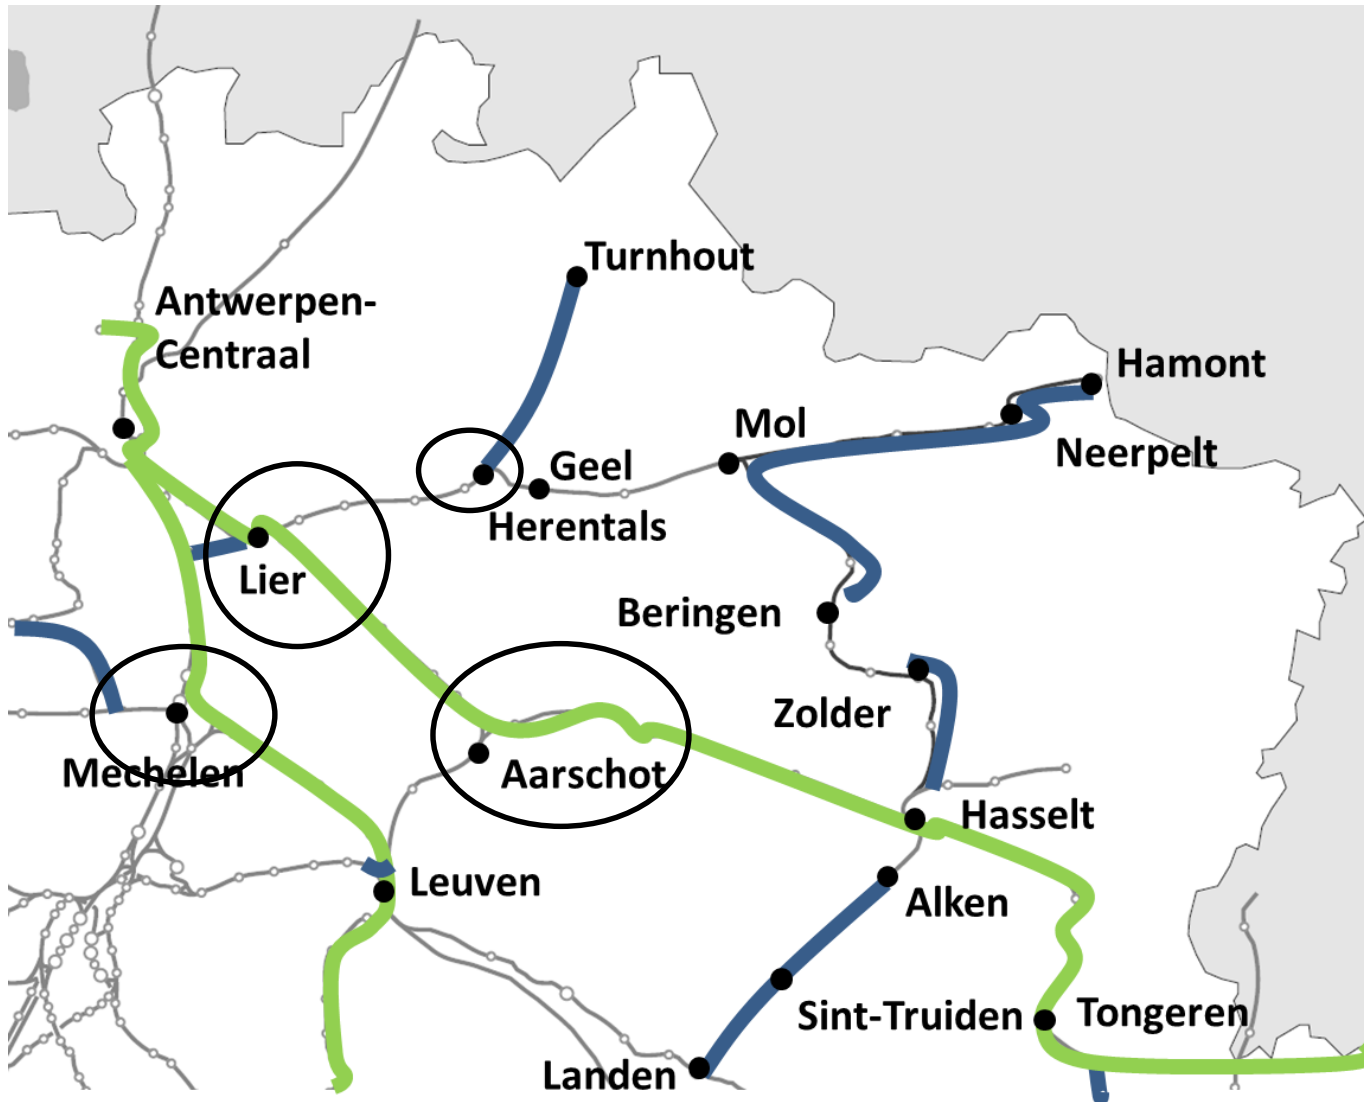 Turnhout
Antwerpen-
Centraal
Hamont
Mol
Neerpelt
Geel
Herentals
Lier
Beringen
Zolder
Mechelen
Aarschot
Hasselt
Leuven
Alken
Sint-Truiden
Tongeren
Landen